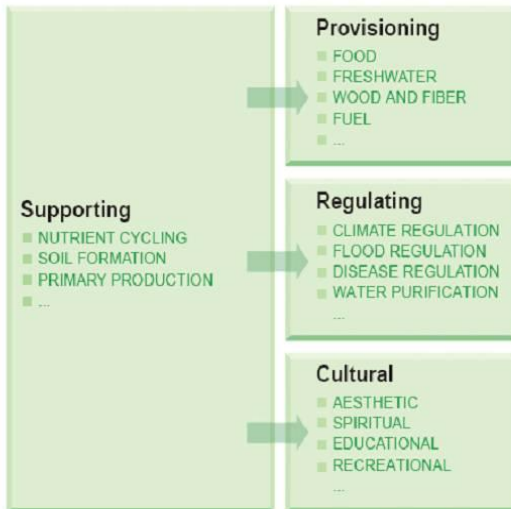 Supporting
NUTRIENT CYCLING
SOIL FORMATION
PRIMARY PRODUCTION
...
Provisioning
FOOD
FRESHWATER
WOOD AND FIBER
FUEL
...
Regulating
CLIMATE REGULATION
FLOOD REGULATION
DISEASE REGULATION
WATER PURIFICATION
...
Cultural
AESTHETIC
SPIRITUAL
EDUCATIONAL
RECREATIONAL
...